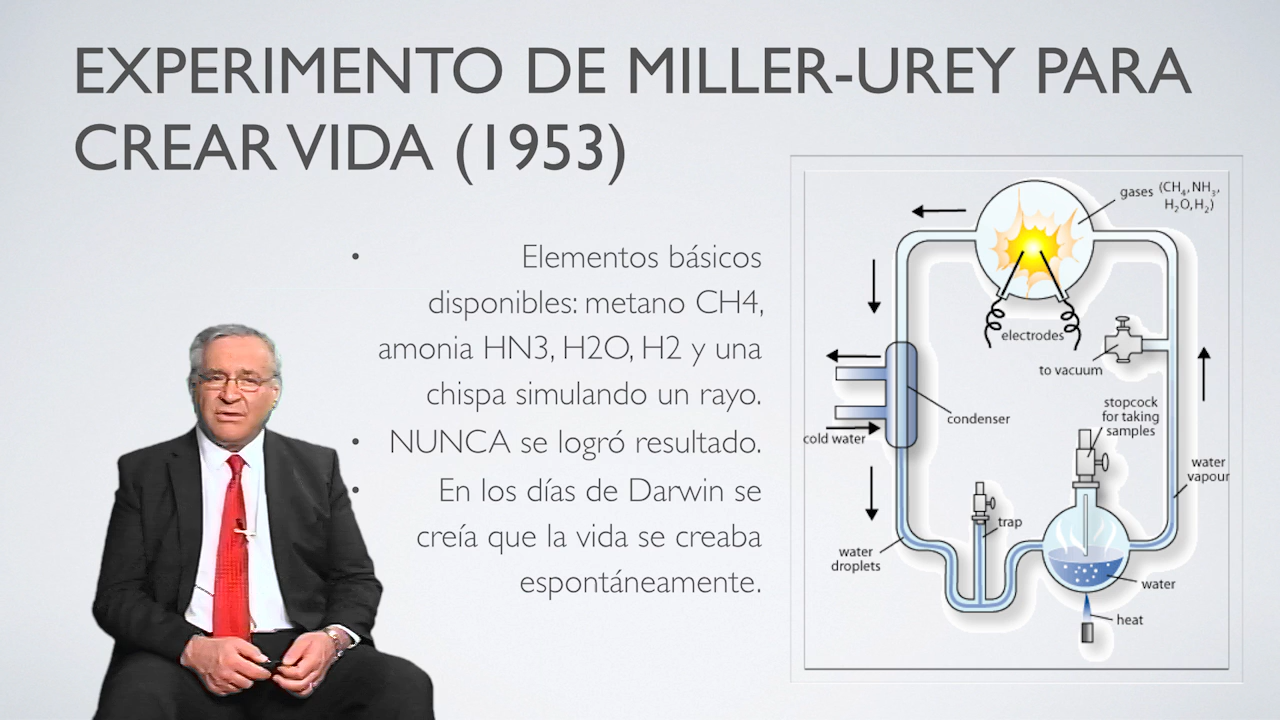 EXPERIMENTO DE MILLER-UREY PARA
CREAR VIDA (1953)
• Elementos básicos
disponibles: metano CH4,
amonia HN3, H2O, H2 y una
chispa simulando un rayo.
• NUNCA se logró resultado.
• En los días de Darwin se
creía que la vida se creaba
espontáneamente.
gases (CH₄, NH₃,
H₂O, H₂)
electrodes
to vacuum
condenser
cold water
stopcock
for taking
samples
water
vapour
trap
water
droplets
water
heat